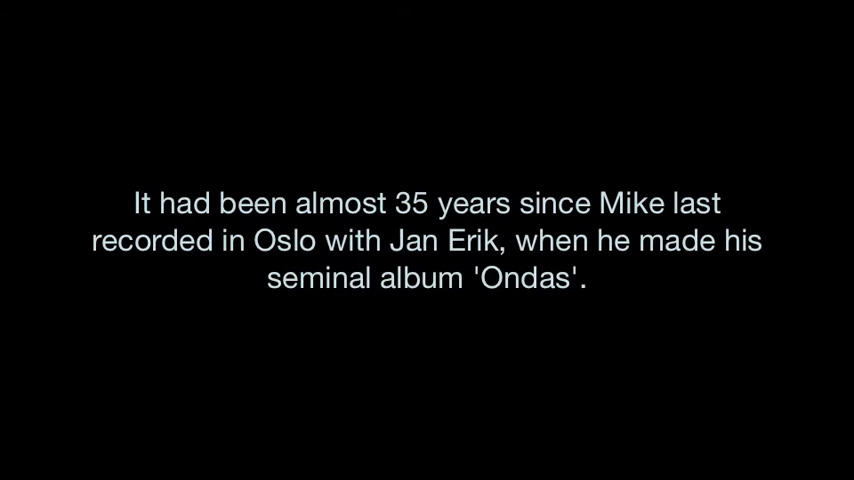 It had been almost 35 years since Mike last
recorded in Oslo with Jan Erik, when he made his
seminal album 'Ondas'.